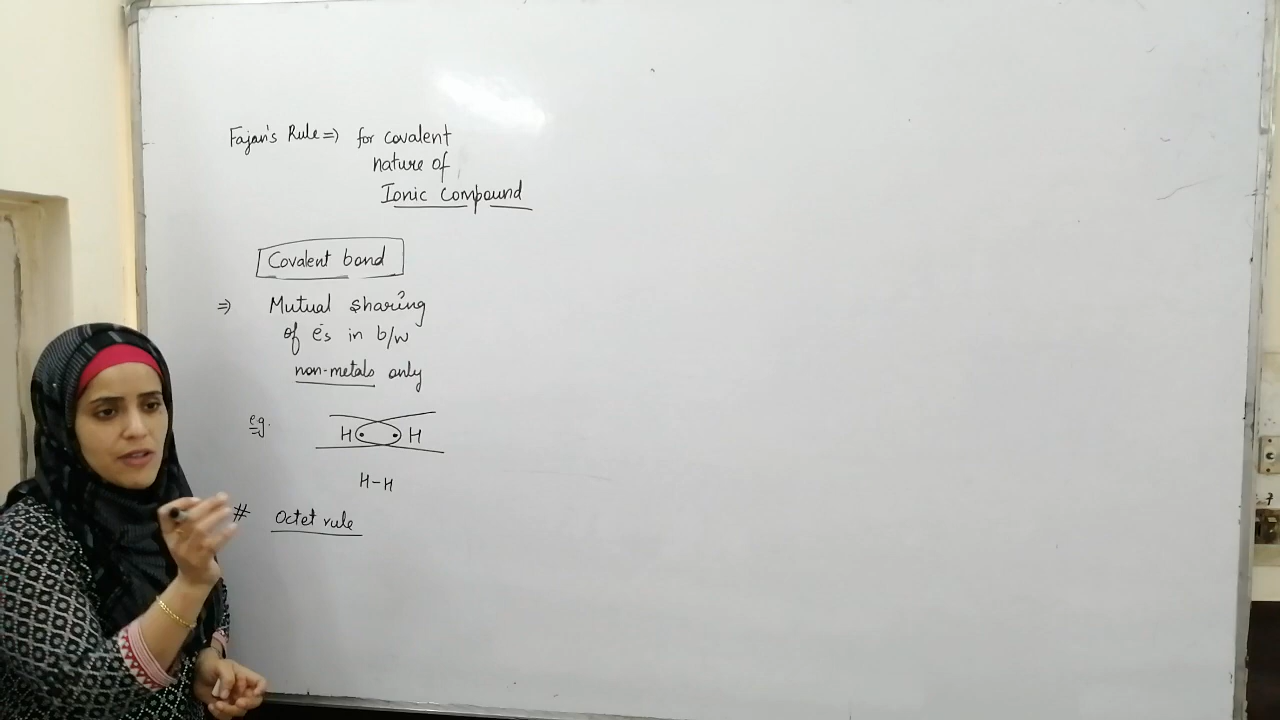 Fajan's Rule ⇒ for covalent
nature of
Ionic Compound
Covalent bond
⇒ Mutual sharing
of e⁻s in b/w
non-metals only
eg. H • • H
H-H
# Octet rule